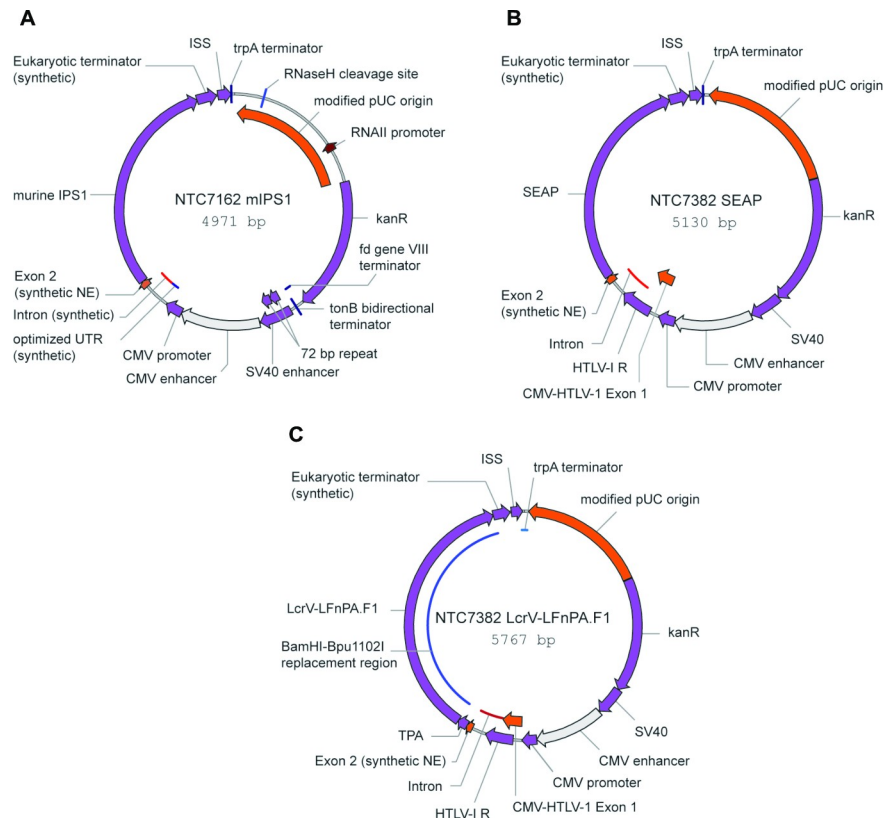 A
ISS
trpA terminator
Eukaryotic terminator
(synthetic)
RNaseH cleavage site
modified pUC origin
RNAII promoter
murine IPS1
NTC7162 mIPS1
4971 bp
kanR
fd gene VIII
terminator
Exon 2
(synthetic NE)
Intron (synthetic)
optimized UTR
(synthetic)
tonB bidirectional
terminator
CMV promoter
72 bp repeat
CMV enhancer
SV40 enhancer
B
ISS
trpA terminator
Eukaryotic terminator
(synthetic)
modified pUC origin
SEAP
NTC7382 SEAP
5130 bp
kanR
Exon 2
(synthetic NE)
Intron
SV40
HTLV-I R
CMV enhancer
CMV-HTLV-1 Exon 1
CMV promoter
C
ISS
trpA terminator
Eukaryotic terminator
(synthetic)
modified pUC origin
LcrV-LFnPA.F1
NTC7382 LcrV-LFnPA.F1
5767 bp
kanR
BamHI-Bpu1102I
replacement region
TPA
SV40
Exon 2 (synthetic NE)
CMV enhancer
Intron
CMV promoter
HTLV-I R
CMV-HTLV-1 Exon 1